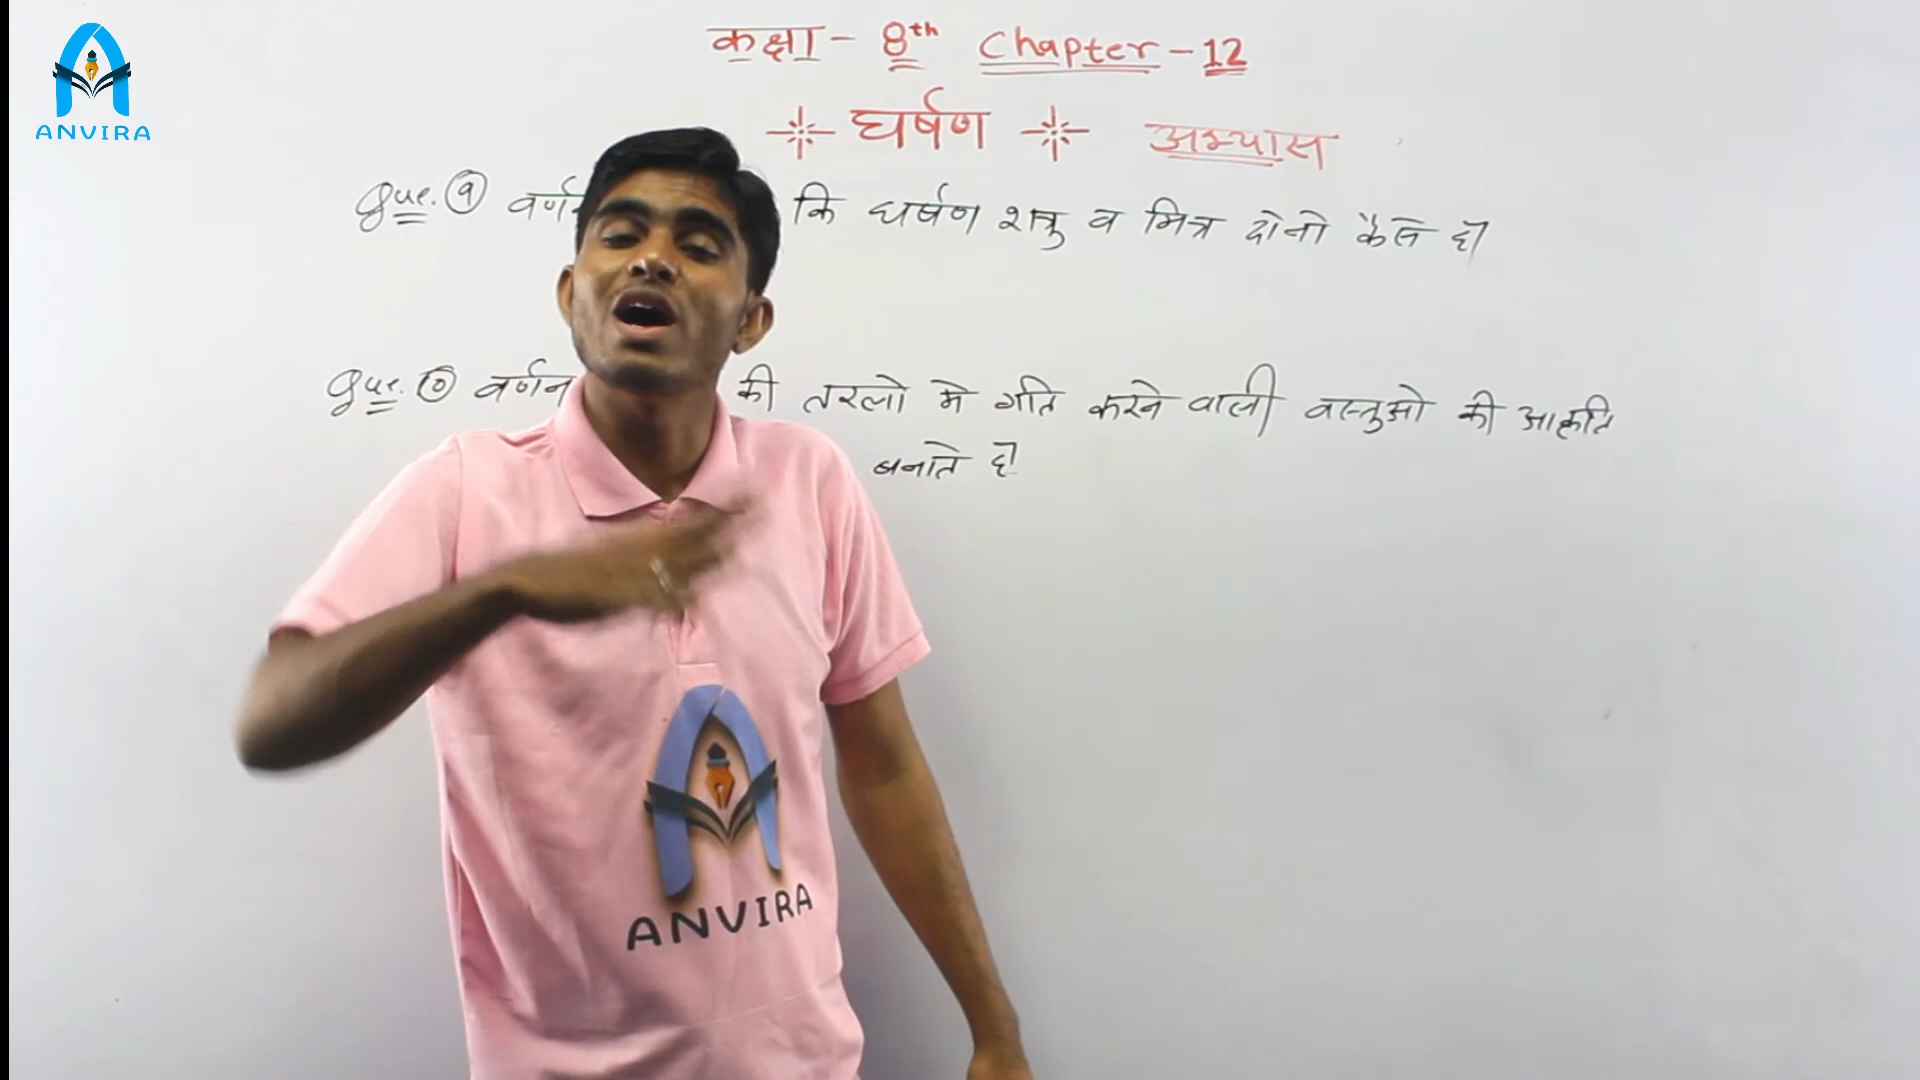 ANVIRA
कक्षा - 8th Chapter - 12
घर्षण अभ्यास
Que. 9 वर्णन कि घर्षण शत्रु व मित्र दोनो कैसे है
Que. 10 वर्णन की तरलो मे गति करने वाली वस्तुओ की आकृति
बनाते है
ANVIRA